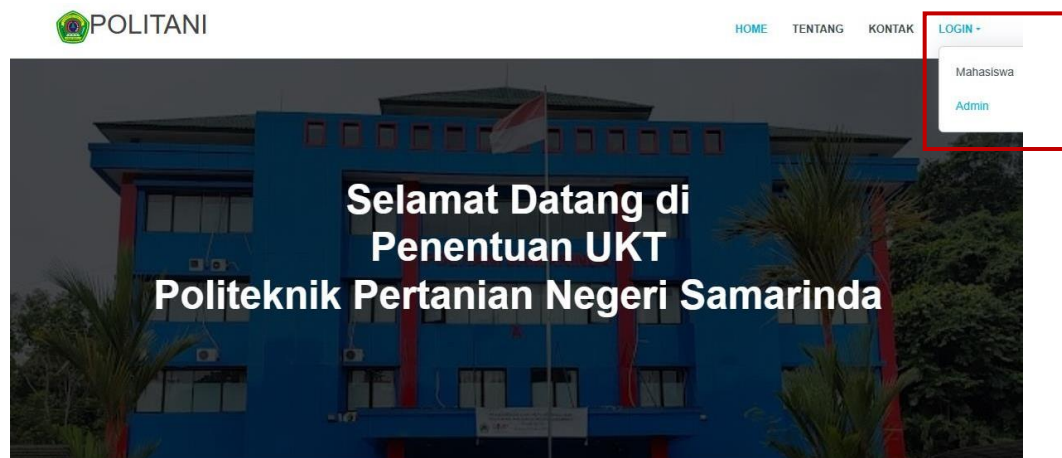 POLITANI
HOME TENTANG KONTAK LOGIN
Mahasiswa
Admin
Selamat Datang di
Penentuan UKT
Politeknik Pertanian Negeri Samarinda